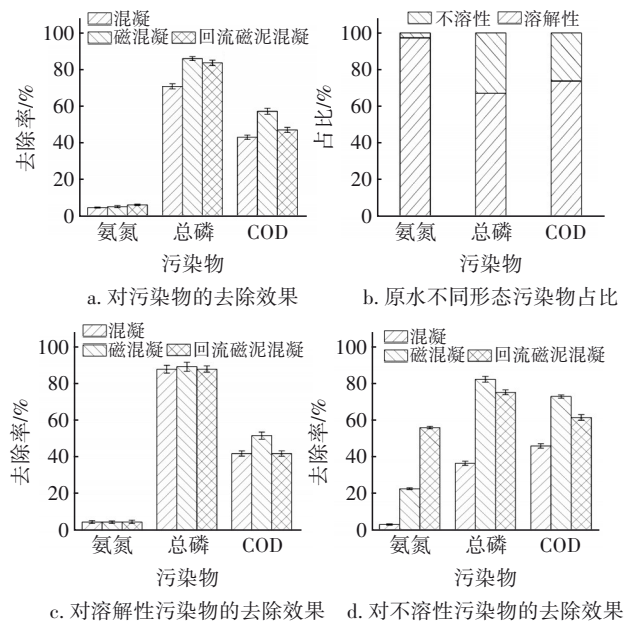 混凝
磁混凝 回流磁泥混凝
100
80
60
40
20
0
去除率/%
氨氮 总磷 COD
污染物
a. 对污染物的去除效果
不溶性 溶解性
100
80
60
40
20
0
占比/%
氨氮 总磷 COD
污染物
b. 原水不同形态污染物占比
混凝
磁混凝 回流磁泥混凝
100
80
60
40
20
0
去除率/%
氨氮 总磷 COD
污染物
c. 对溶解性污染物的去除效果
混凝
磁混凝 回流磁泥混凝
100
80
60
40
20
0
去除率/%
氨氮 总磷 COD
污染物
d. 对不溶性污染物的去除效果